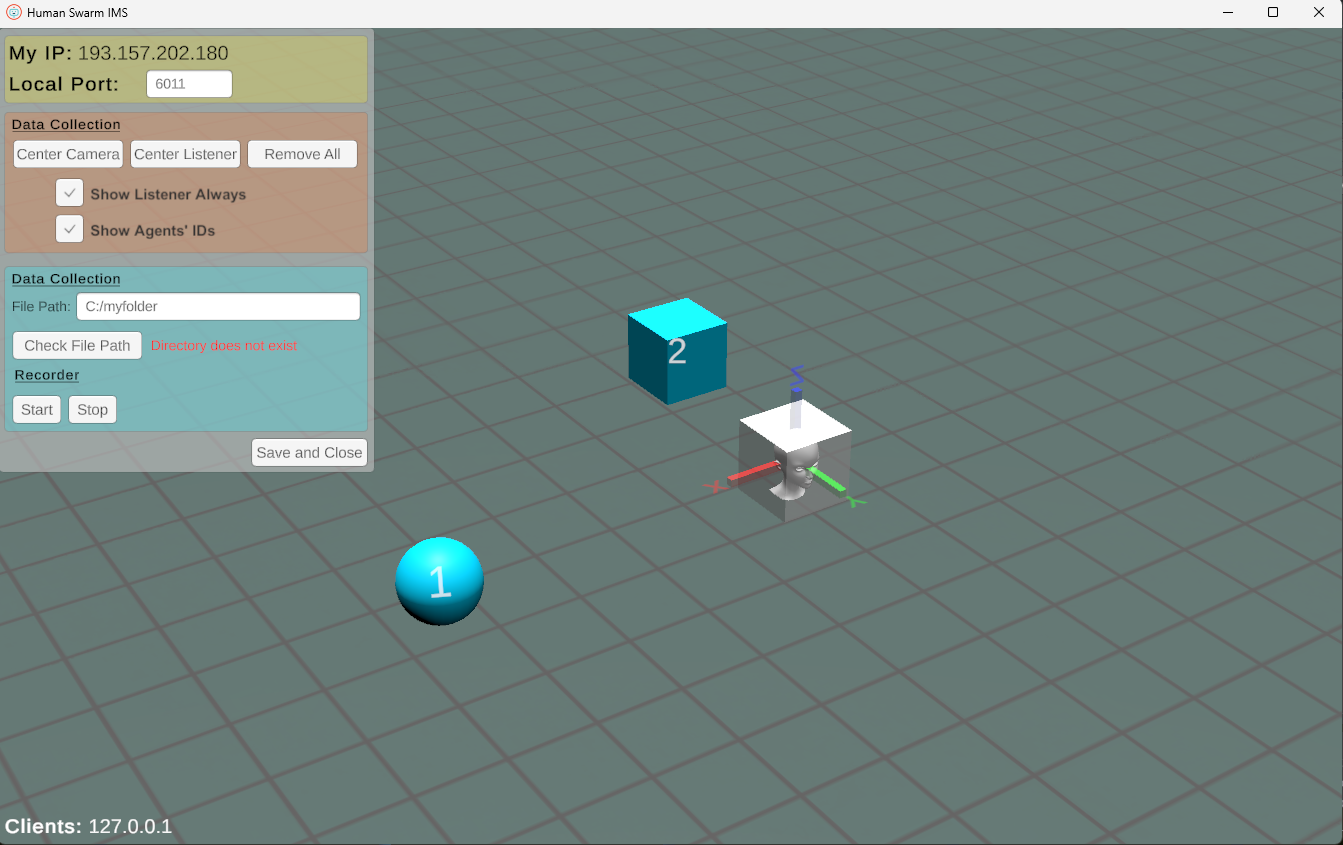 Human Swarm IMS
My IP: 193.157.202.180
Local Port: 6011
Data Collection
Center Camera Center Listener Remove All
Show Listener Always
Show Agents' IDs
Data Collection
File Path: C:/myfolder
Check File Path Directory does not exist
Recorder
Start Stop
Save and Close
2
Z
X Y
1
Clients: 127.0.0.1